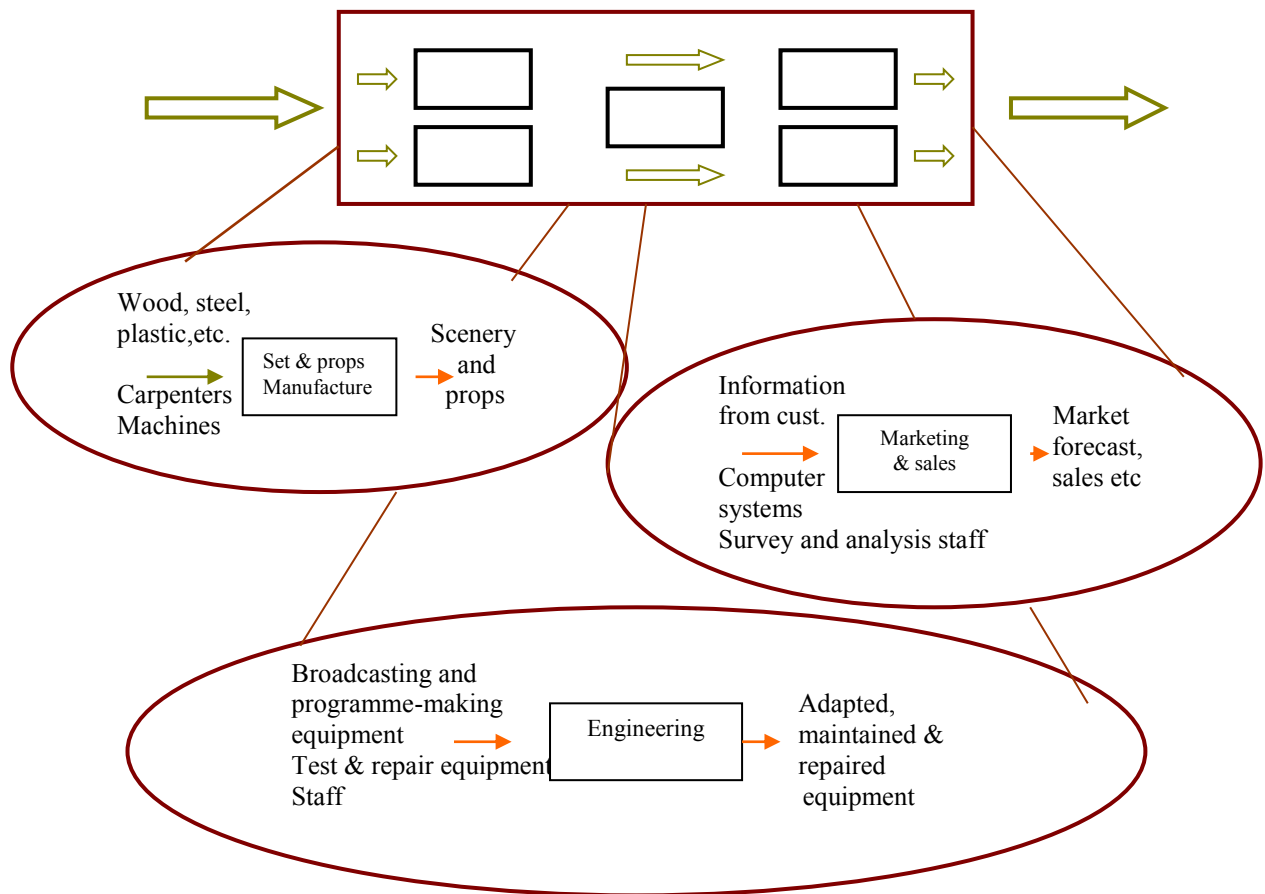 Wood, steel,
plastic,etc.
Carpenters
Machines
Set & props
Manufacture
Scenery
and
props
Information
from cust.
Computer
systems
Survey and analysis staff
Marketing
& sales
Market
forecast,
sales etc
Broadcasting and
programme-making
equipment
Test & repair equipment
Staff
Engineering
Adapted,
maintained &
repaired
equipment